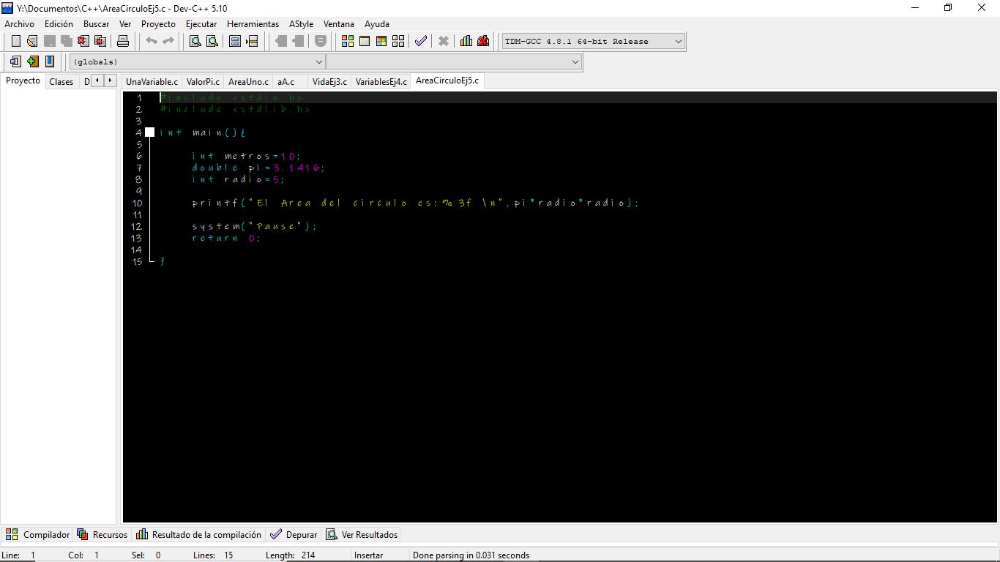 Y:\Documentos\C++\AreaCirculoEj5.c - Dev-C++ 5.10
Archivo Edición Buscar Ver Proyecto Ejecutar Herramientas AStyle Ventana Ayuda
TDM-GCC 4.8.1 64-bit Release
(globals)
Proyecto Clases D UnaVariable.c ValorPi.c AreaUno.c aA.c VidaEj3.c VariablesEj4.c AreaCirculoEj5.c
1 #include <stdio.h>
2 #include <stdlib.h>
3
4 int main(){
5
6 int metros=10;
7 double pi=3.1416;
8 int radio=5;
9
10 printf("El Area del circulo es:%3f \n",pi*radio*radio);
11
12 system("Pause");
13 return 0;
14
15 }
Compilador Recursos Resultado de la compilación Depurar Ver Resultados
Line: 1 Col: 1 Sel: 0 Lines: 15 Length: 214 Insertar Done parsing in 0.031 seconds